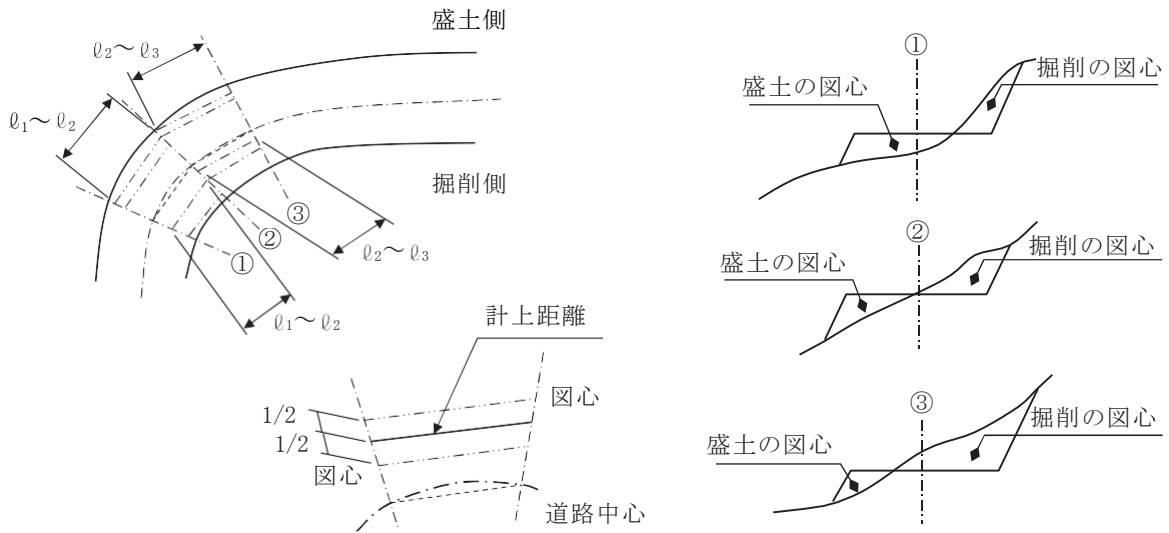 盛土側
ℓ2～ℓ3
ℓ1～ℓ2
掘削側
③
②
①
ℓ2～ℓ3
ℓ1～ℓ2
計上距離
図心
1/2
1/2
図心
道路中心
①
掘削の図心
盛土の図心
②
掘削の図心
盛土の図心
③
掘削の図心
盛土の図心